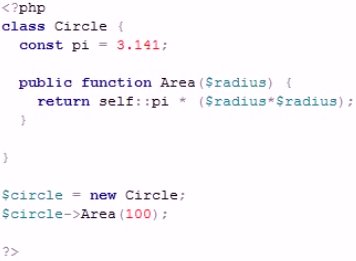 <?php
class Circle {
  const pi = 3.141;
  public function Area($radius) {
    return self::pi * ($radius*$radius);
  }
}
$circle = new Circle;
$circle->Area(100);
?>